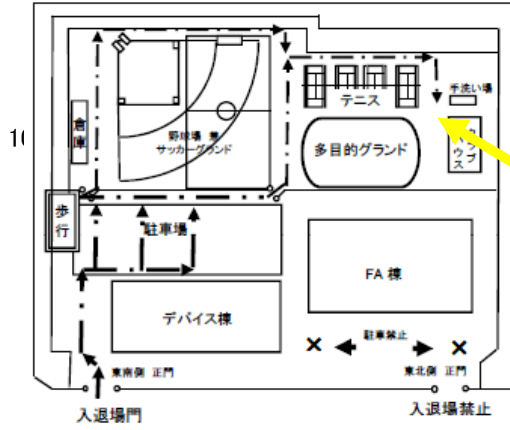 手洗い場
テニス
倉庫
野球場 兼
サッカーグランド
多目的グランド
クラブ
ハウス
歩行
駐車場
FA 棟
デバイス棟
× 駐車禁止 ×
東南側 正門
東北側 正門
入退場門
入退場禁止